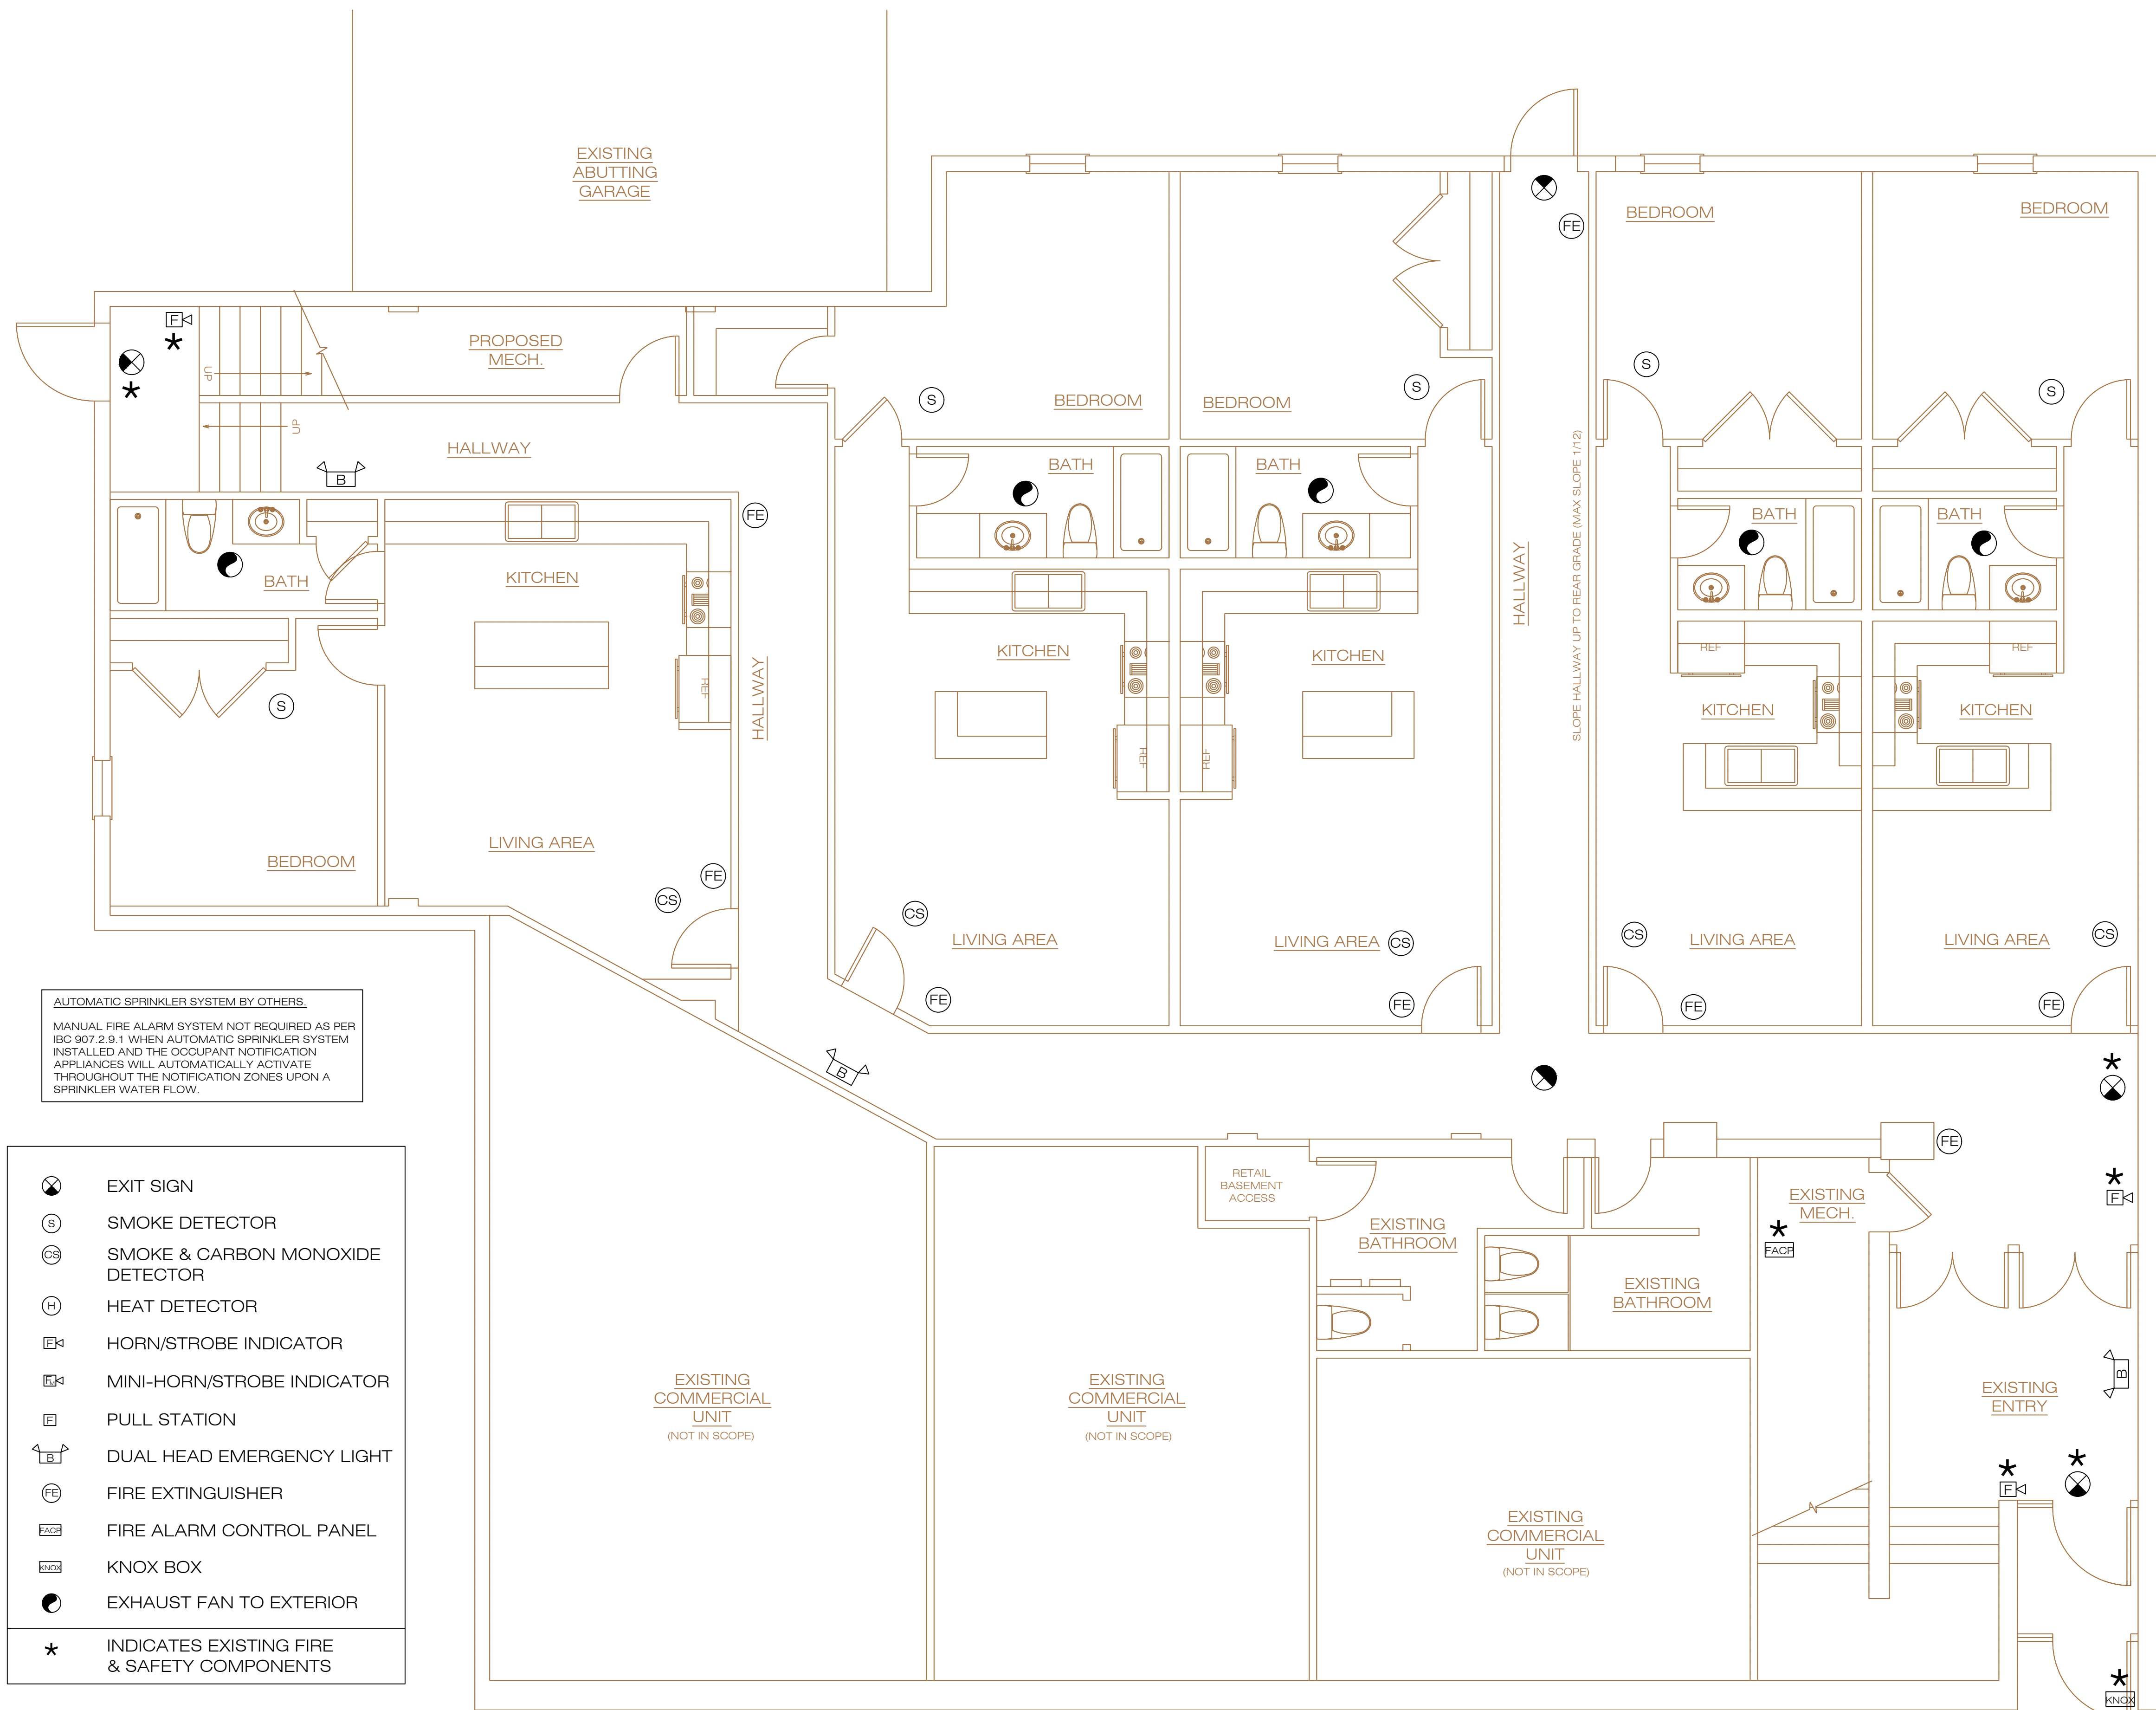 EXISTING
ABUTTING
GARAGE
BEDROOM
BEDROOM
FE
F
PROPOSED
MECH.
UP
UP
HALLWAY
B
S
BEDROOM
BEDROOM
S
S
S
BATH
BATH
BATH
BATH
FE
BATH
KITCHEN
REF
S
HALLWAY
KITCHEN
REF
KITCHEN
REF
HALLWAY
SLOPE HALLWAY UP TO REAR GRADE (MAX SLOPE 1/12)
REF
REF
KITCHEN
KITCHEN
BEDROOM
LIVING AREA
FE
CS
CS
LIVING AREA
FE
LIVING AREA
CS
FE
CS
LIVING AREA
FE
LIVING AREA
CS
FE
AUTOMATIC SPRINKLER SYSTEM BY OTHERS.
MANUAL FIRE ALARM SYSTEM NOT REQUIRED AS PER
IBC 907.2.9.1 WHEN AUTOMATIC SPRINKLER SYSTEM
INSTALLED AND THE OCCUPANT NOTIFICATION
APPLIANCES WILL AUTOMATICALLY ACTIVATE
THROUGHOUT THE NOTIFICATION ZONES UPON A
SPRINKLER WATER FLOW.
B
*
FE
RETAIL
BASEMENT
ACCESS
EXISTING
BATHROOM
EXISTING
BATHROOM
EXISTING
MECH.
*
FACP
*
F
B
EXISTING
ENTRY
*
F
*
*
KNOX
EXISTING
COMMERCIAL
UNIT
(NOT IN SCOPE)
EXISTING
COMMERCIAL
UNIT
(NOT IN SCOPE)
EXISTING
COMMERCIAL
UNIT
(NOT IN SCOPE)
EXIT SIGN
S SMOKE DETECTOR
CS SMOKE & CARBON MONOXIDE
DETECTOR
H HEAT DETECTOR
F HORN/STROBE INDICATOR
MINI-HORN/STROBE INDICATOR
F PULL STATION
B DUAL HEAD EMERGENCY LIGHT
FE FIRE EXTINGUISHER
FACP FIRE ALARM CONTROL PANEL
KNOX KNOX BOX
EXHAUST FAN TO EXTERIOR
* INDICATES EXISTING FIRE
& SAFETY COMPONENTS